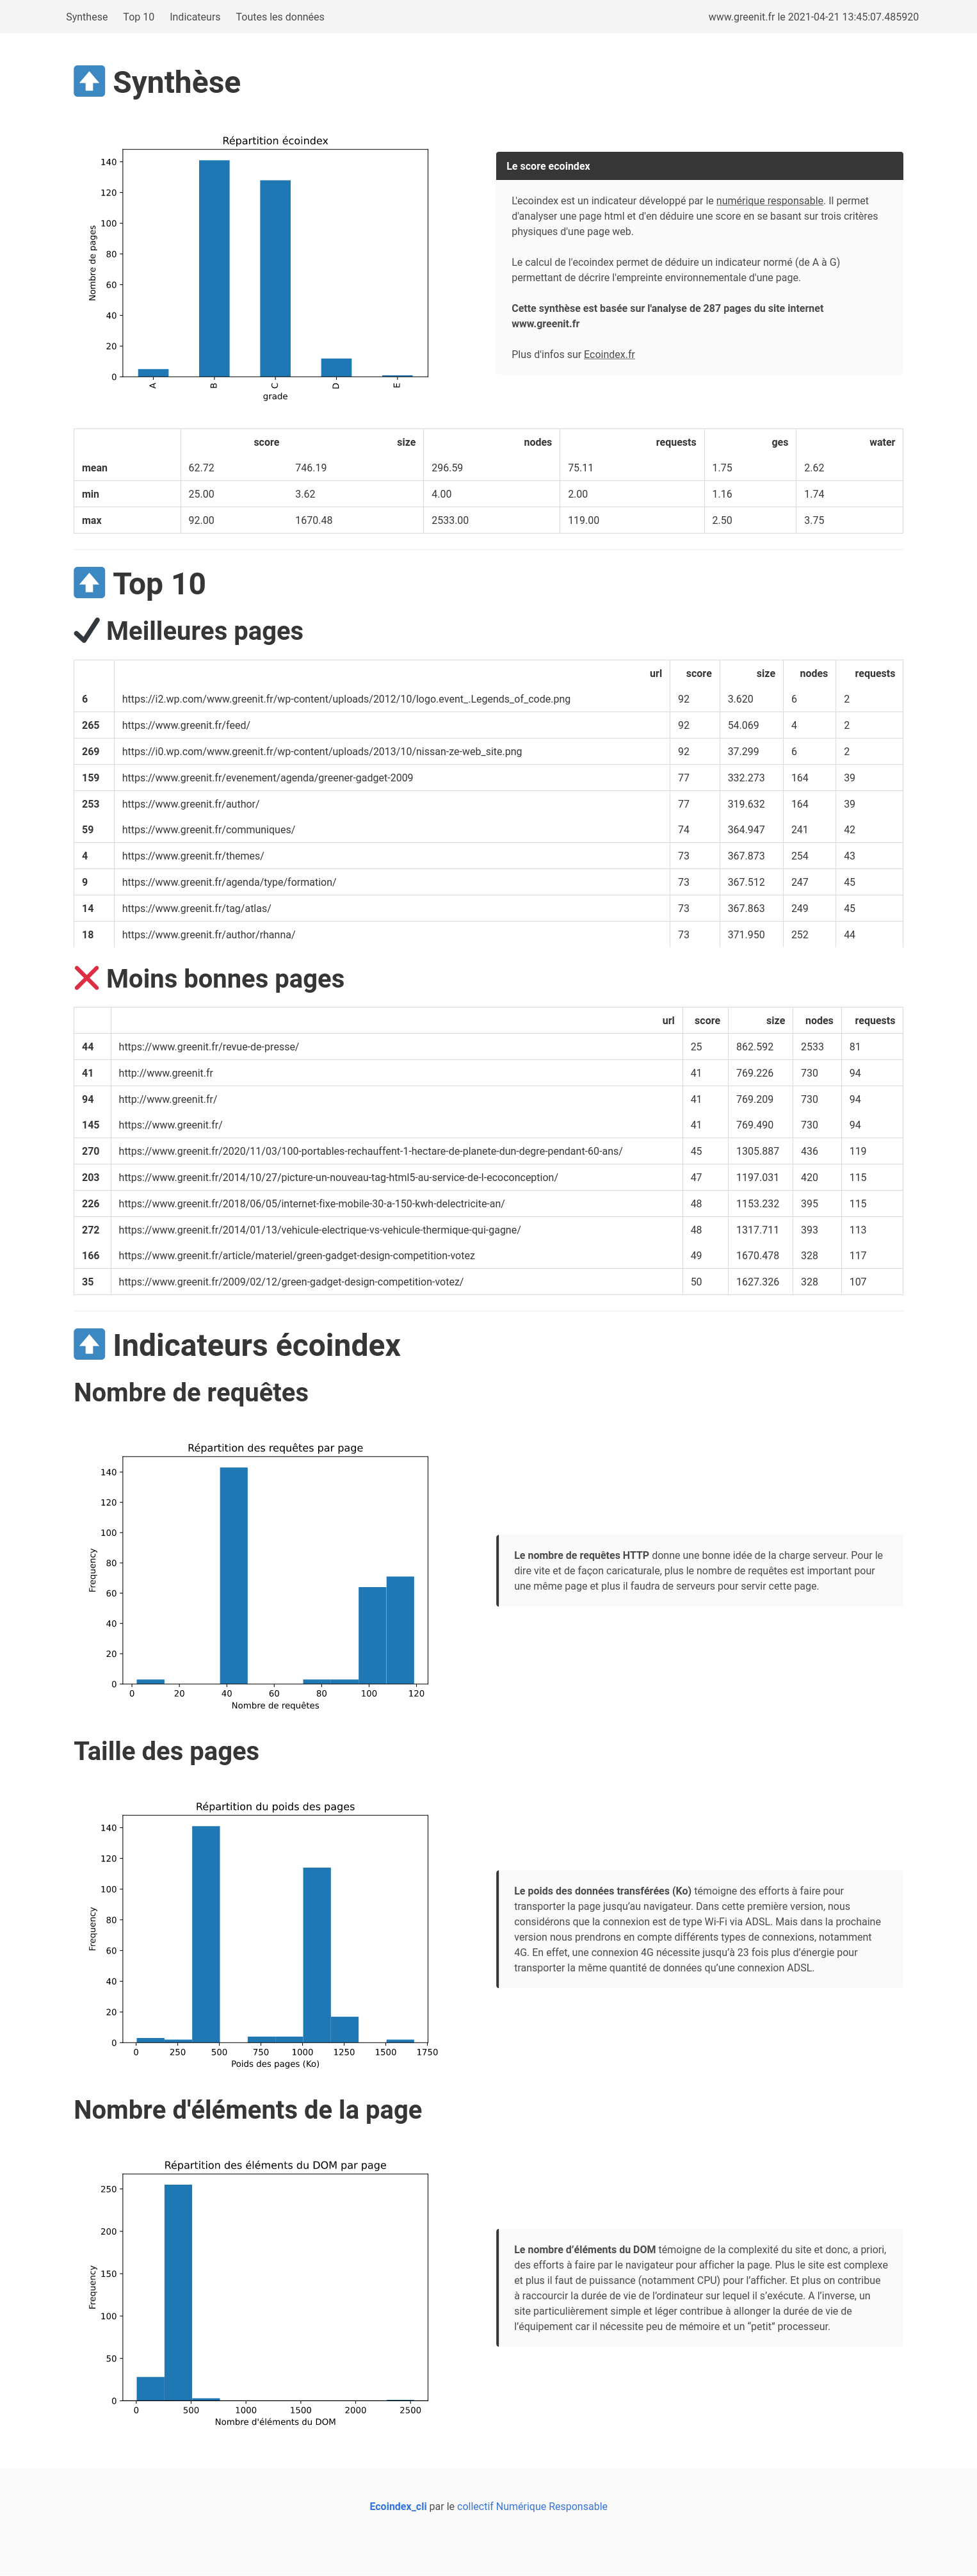 Synthese Top 10 Indicateurs Toutes les données www.greenit.fr le 2021-04-21 13:45:07.485920
Synthèse
Répartition écoindex
140
120
100
80
60
40
20
0
Nombre de pages
A B C D E
grade
Le score ecoindex
L'ecoindex est un indicateur développé par le numérique responsable. Il permet
d'analyser une page html et d'en déduire une score en se basant sur trois critères
physiques d'une page web.
Le calcul de l'ecoindex permet de déduire un indicateur normé (de A à G)
permettant de décrire l'empreinte environnementale d'une page.
Cette synthèse est basée sur l'analyse de 287 pages du site internet
www.greenit.fr
Plus d'infos sur Ecoindex.fr
score size nodes requests ges water
mean 62.72 746.19 296.59 75.11 1.75 2.62
min 25.00 3.62 4.00 2.00 1.16 1.74
max 92.00 1670.48 2533.00 119.00 2.50 3.75
Top 10
Meilleures pages
url score size nodes requests
6 https://i2.wp.com/www.greenit.fr/wp-content/uploads/2012/10/logo.event_.Legends_of_code.png 92 3.620 6 2
265 https://www.greenit.fr/feed/ 92 54.069 4 2
269 https://i0.wp.com/www.greenit.fr/wp-content/uploads/2013/10/nissan-ze-web_site.png 92 37.299 6 2
159 https://www.greenit.fr/evenement/agenda/greener-gadget-2009 77 332.273 164 39
253 https://www.greenit.fr/author/ 77 319.632 164 39
59 https://www.greenit.fr/communiques/ 74 364.947 241 42
4 https://www.greenit.fr/themes/ 73 367.873 254 43
9 https://www.greenit.fr/agenda/type/formation/ 73 367.512 247 45
14 https://www.greenit.fr/tag/atlas/ 73 367.863 249 45
18 https://www.greenit.fr/author/rhanna/ 73 371.950 252 44
Moins bonnes pages
url score size nodes requests
44 https://www.greenit.fr/revue-de-presse/ 25 862.592 2533 81
41 http://www.greenit.fr 41 769.226 730 94
94 http://www.greenit.fr/ 41 769.209 730 94
145 https://www.greenit.fr/ 41 769.490 730 94
270 https://www.greenit.fr/2020/11/03/100-portables-rechauffent-1-hectare-de-planete-dun-degre-pendant-60-ans/ 45 1305.887 436 119
203 https://www.greenit.fr/2014/10/27/picture-un-nouveau-tag-html5-au-service-de-l-ecoconception/ 47 1197.031 420 115
226 https://www.greenit.fr/2018/06/05/internet-fixe-mobile-30-a-150-kwh-delectricite-an/ 48 1153.232 395 115
272 https://www.greenit.fr/2014/01/13/vehicule-electrique-vs-vehicule-thermique-qui-gagne/ 48 1317.711 393 113
166 https://www.greenit.fr/article/materiel/green-gadget-design-competition-votez 49 1670.478 328 117
35 https://www.greenit.fr/2009/02/12/green-gadget-design-competition-votez/ 50 1627.326 328 107
Indicateurs écoindex
Nombre de requêtes
Répartition des requêtes par page
140
120
100
80
60
40
20
0
Frequency
0 20 40 60 80 100 120
Nombre de requêtes
Le nombre de requêtes HTTP donne une bonne idée de la charge serveur. Pour le
dire vite et de façon caricaturale, plus le nombre de requêtes est important pour
une même page et plus il faudra de serveurs pour servir cette page.
Taille des pages
Répartition du poids des pages
140
120
100
80
60
40
20
0
Frequency
0 250 500 750 1000 1250 1500 1750
Poids des pages (Ko)
Le poids des données transférées (Ko) témoigne des efforts à faire pour
transporter la page jusqu'au navigateur. Dans cette première version, nous
considérons que la connexion est de type Wi-Fi via ADSL. Mais dans la prochaine
version nous prendrons en compte différents types de connexions, notamment
4G. En effet, une connexion 4G nécessite jusqu'à 23 fois plus d'énergie pour
transporter la même quantité de données qu'une connexion ADSL.
Nombre d'éléments de la page
Répartition des éléments du DOM par page
250
200
150
100
50
0
Frequency
0 500 1000 1500 2000 2500
Nombre d'éléments du DOM
Le nombre d’éléments du DOM témoigne de la complexité du site et donc, a priori,
des efforts à faire par le navigateur pour afficher la page. Plus le site est complexe
et plus il faut de puissance (notamment CPU) pour l’afficher. Et plus on contribue
à raccourcir la durée de vie de l’ordinateur sur lequel il s’exécute. A l’inverse, un
site particulièrement simple et léger contribue à allonger la durée de vie de
l’équipement car il nécessite peu de mémoire et un “petit” processeur.
Ecoindex_cli par le collectif Numérique Responsable